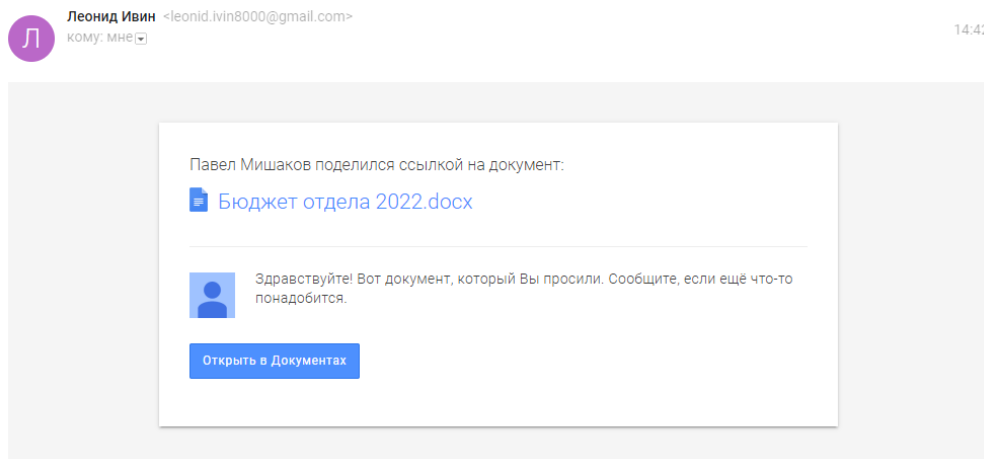 Леонид Ивин <leonid.ivin8000@gmail.com>
кому: мне
14:42
Л
Павел Мишаков поделился ссылкой на документ:
Бюджет отдела 2022.docx
Здравствуйте! Вот документ, который Вы просили. Сообщите, если ещё что-то
понадобится.
Открыть в Документах